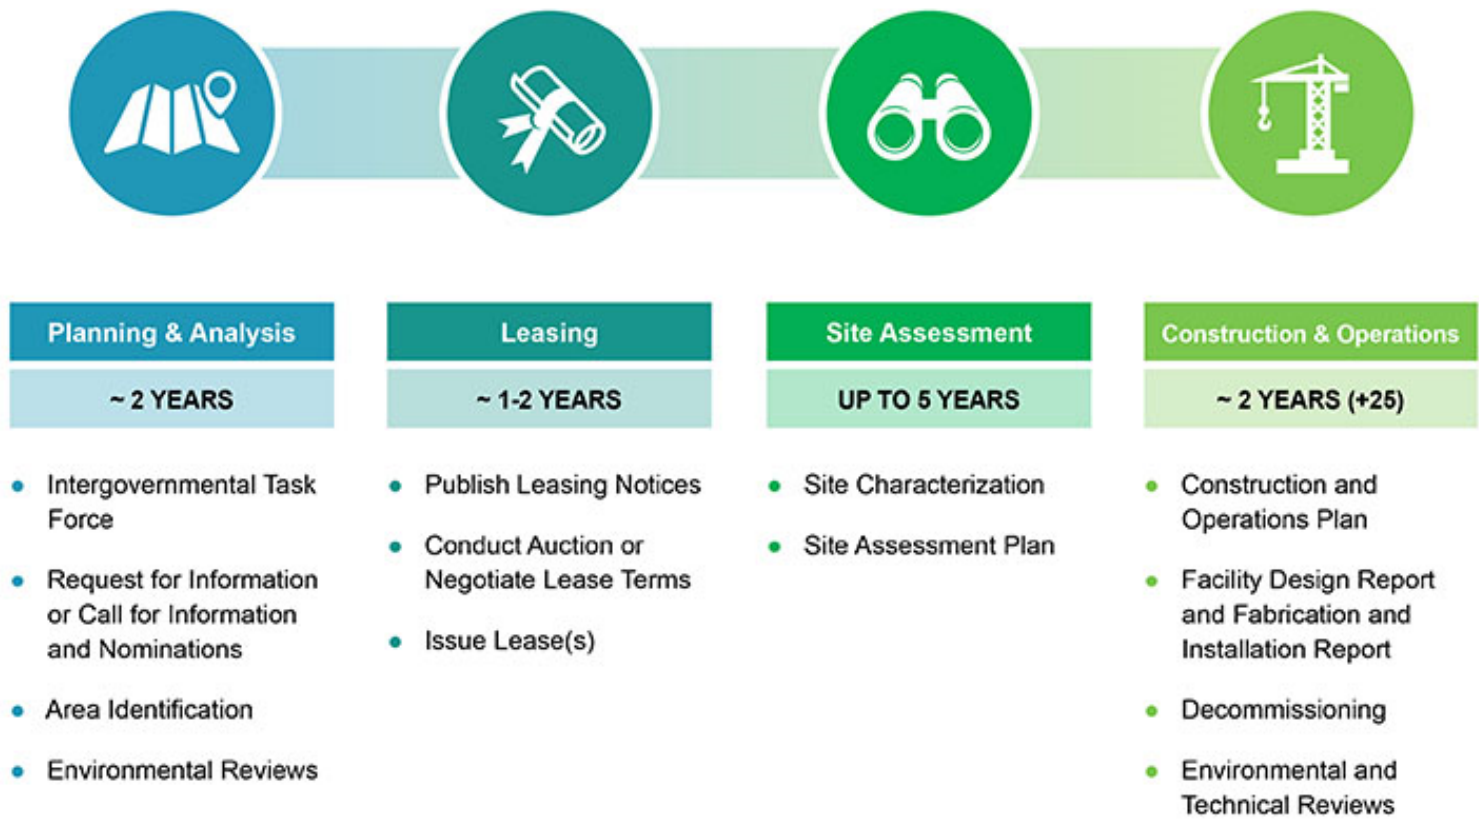 Planning & Analysis
~ 2 YEARS
Intergovernmental Task
Force
Request for Information
or Call for Information
and Nominations
Area Identification
Environmental Reviews
Leasing
~ 1-2 YEARS
Publish Leasing Notices
Conduct Auction or
Negotiate Lease Terms
Issue Lease(s)
Site Assessment
UP TO 5 YEARS
Site Characterization
Site Assessment Plan
Construction & Operations
~ 2 YEARS (+25)
Construction and
Operations Plan
Facility Design Report
and Fabrication and
Installation Report
Decommissioning
Environmental and
Technical Reviews